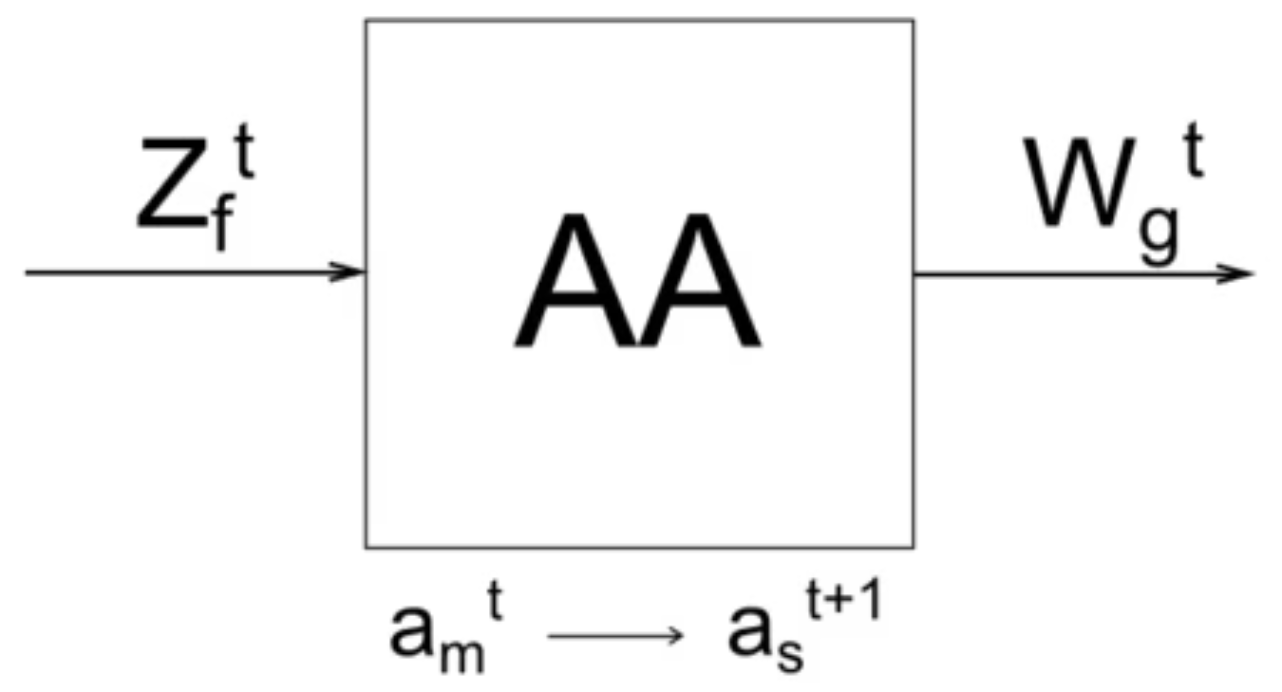 Z_f^t
W_g^t
AA
a_m^t → a_s^{t+1}